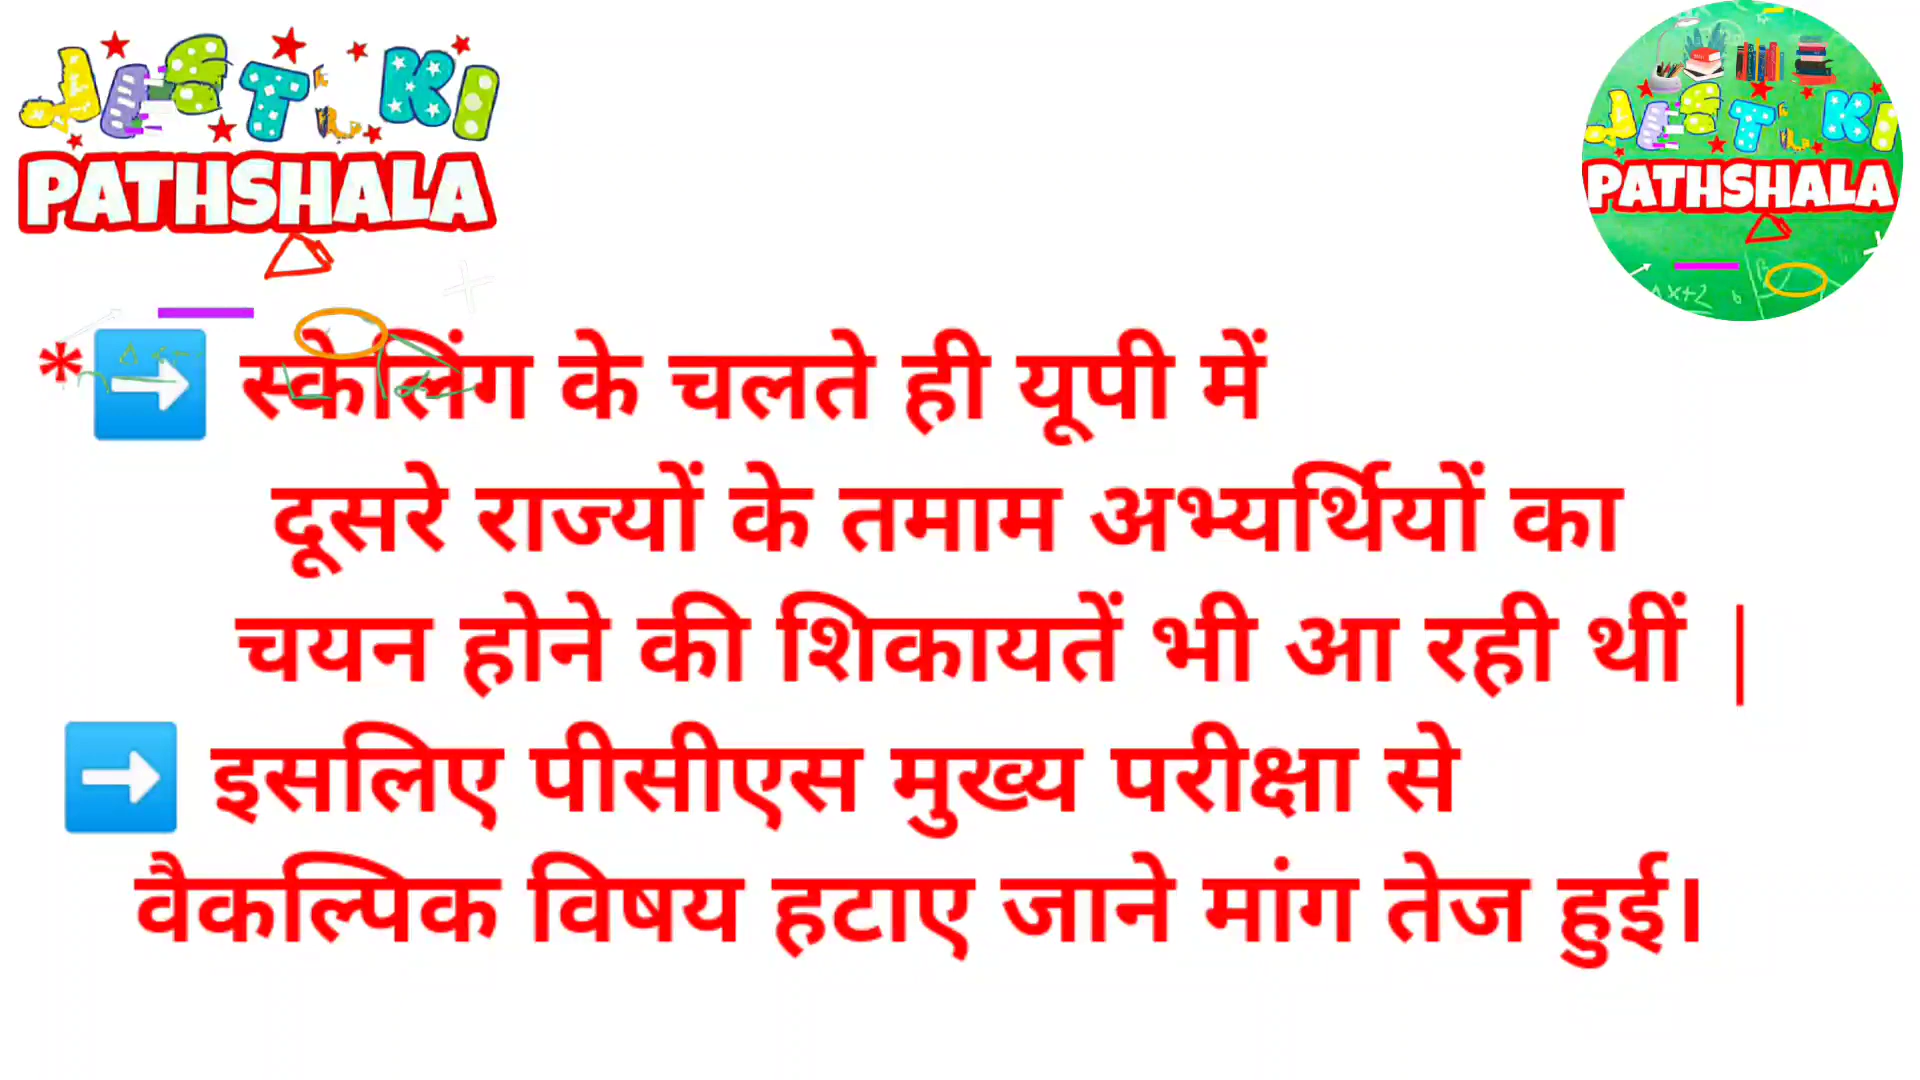 JEET KI
PATHSHALA
JEET KI
PATHSHALA
*➡️ स्केलिंग के चलते ही यूपी में
दूसरे राज्यों के तमाम अभ्यर्थियों का
चयन होने की शिकायतें भी आ रही थीं |
➡️ इसलिए पीसीएस मुख्य परीक्षा से
वैकल्पिक विषय हटाए जाने मांग तेज हुई।